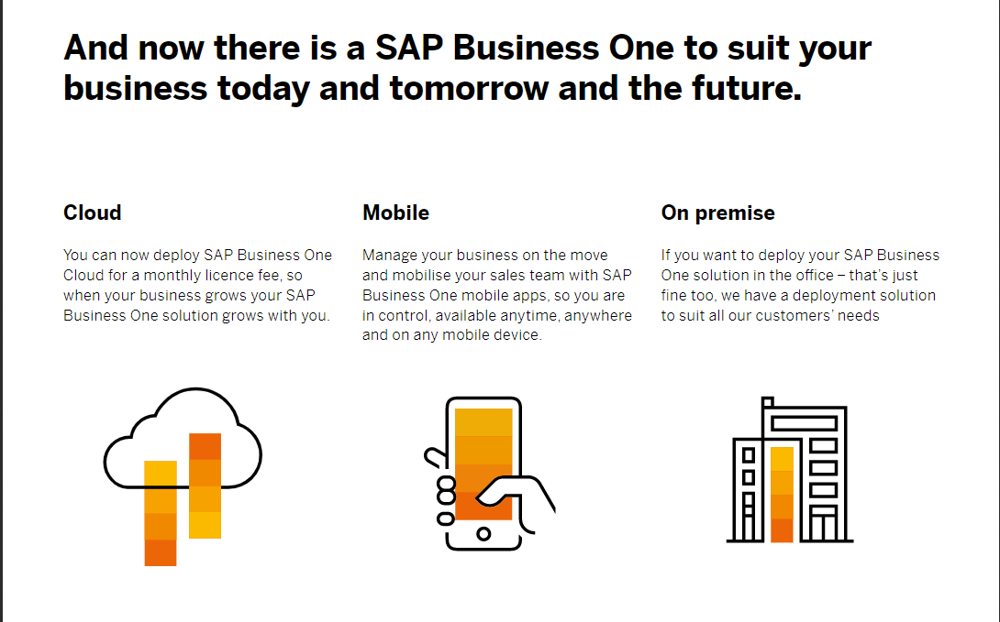 And now there is a SAP Business One to suit your
business today and tomorrow and the future.
Cloud
You can now deploy SAP Business One
Cloud for a monthly licence fee, so
when your business grows your SAP
Business One solution grows with you.
Mobile
Manage your business on the move
and mobilise your sales team with SAP
Business One mobile apps, so you are
in control, available anytime, anywhere
and on any mobile device.
On premise
If you want to deploy your SAP Business
One solution in the office – that's just
fine too, we have a deployment solution
to suit all our customers' needs